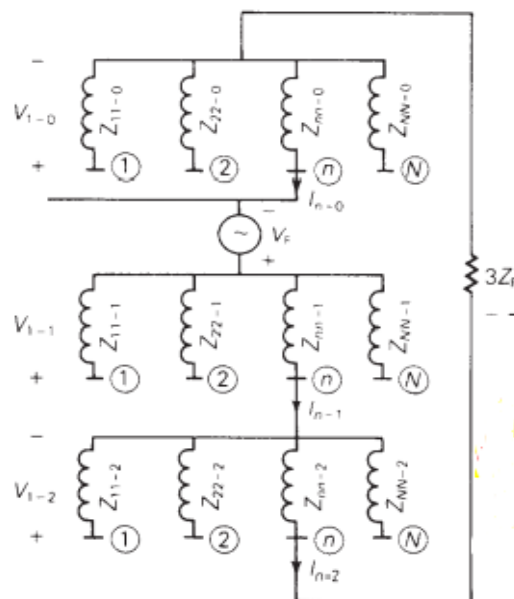 −
V1−0 Z11−0 Z22−0 Znn−0 ZNN=0
+ 1 2 n N
In−0
−
~ VF
+
3Z
V1−1 Z11−1 Z22−1 Znn−1 ZNN−1
+ 1 2 n N
In−1
−
V1−2 Z11−2 Z22−2 Znn−2 ZNN−2
+ 1 2 n N
In=2